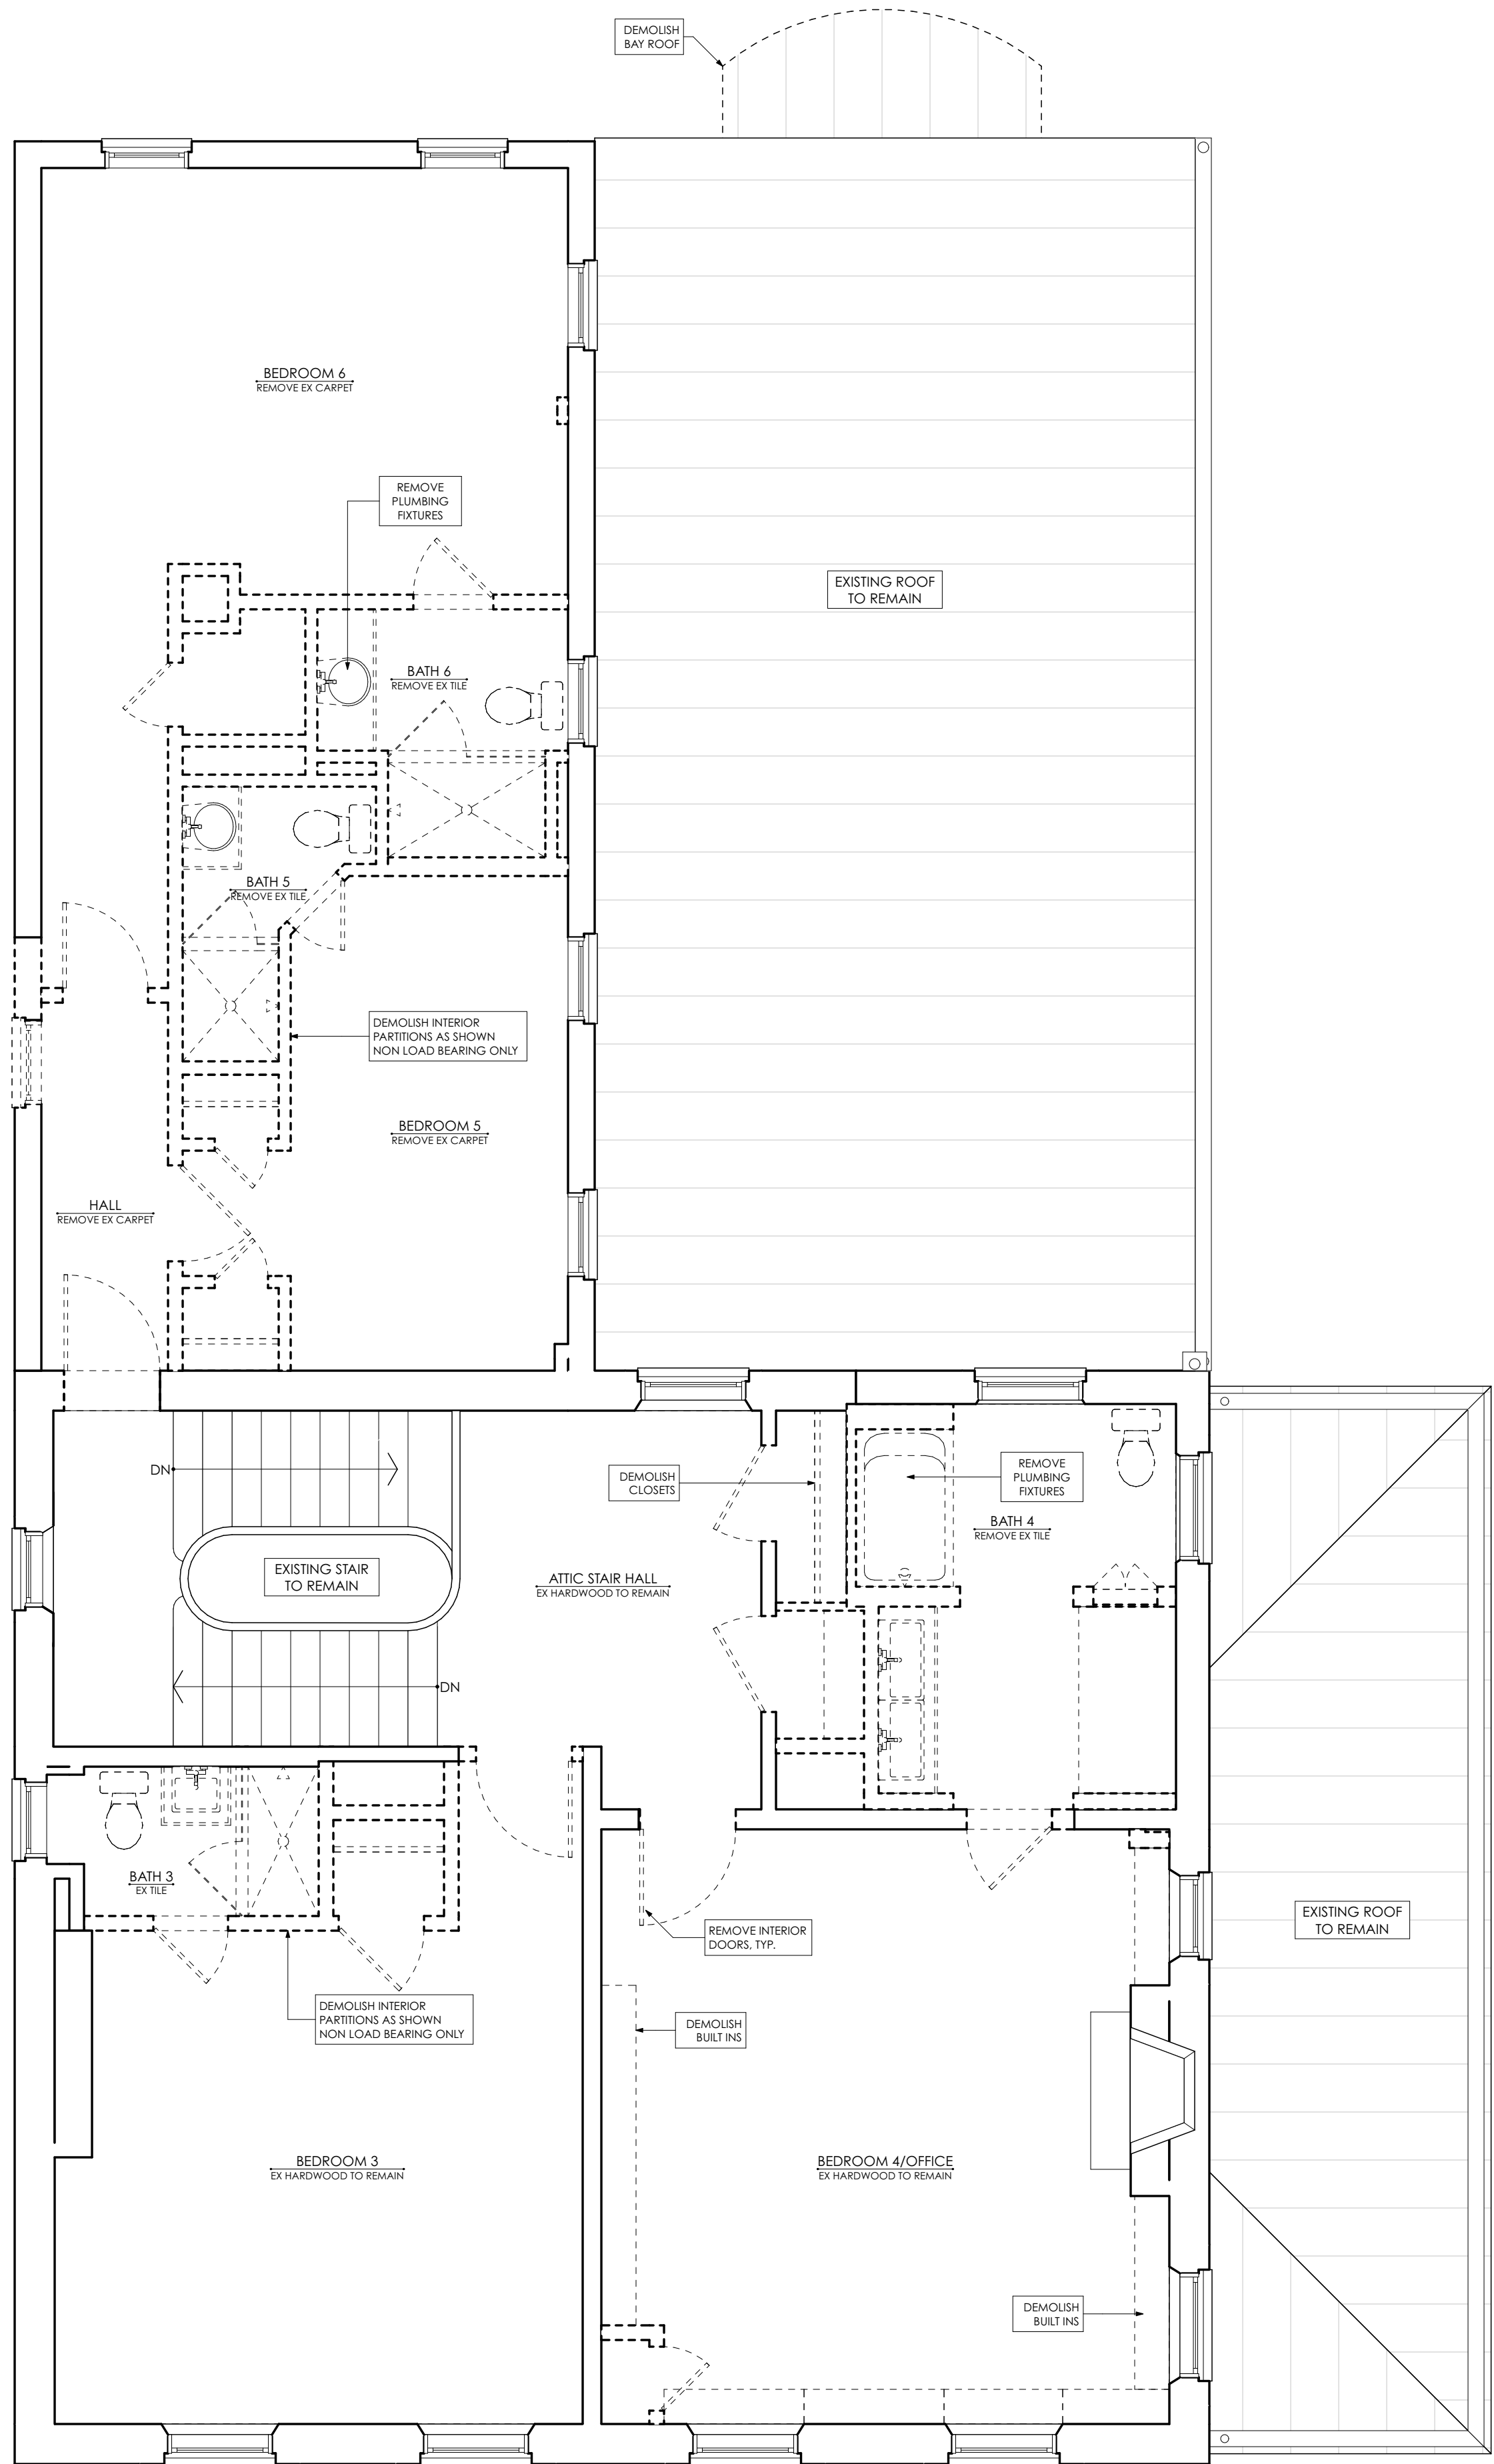 DEMOLISH
BAY ROOF
BEDROOM 6
REMOVE EX CARPET
REMOVE
PLUMBING
FIXTURES
EXISTING ROOF
TO REMAIN
BATH 6
REMOVE EX TILE
BATH 5
REMOVE EX TILE
DEMOLISH INTERIOR
PARTITIONS AS SHOWN
NON LOAD BEARING ONLY
BEDROOM 5
REMOVE EX CARPET
HALL
REMOVE EX CARPET
DN
DEMOLISH
CLOSETS
REMOVE
PLUMBING
FIXTURES
BATH 4
REMOVE EX TILE
EXISTING STAIR
TO REMAIN
ATTIC STAIR HALL
EX HARDWOOD TO REMAIN
DN
BATH 3
EX TILE
REMOVE INTERIOR
DOORS, TYP.
EXISTING ROOF
TO REMAIN
DEMOLISH INTERIOR
PARTITIONS AS SHOWN
NON LOAD BEARING ONLY
DEMOLISH
BUILT INS
BEDROOM 3
EX HARDWOOD TO REMAIN
BEDROOM 4/OFFICE
EX HARDWOOD TO REMAIN
DEMOLISH
BUILT INS